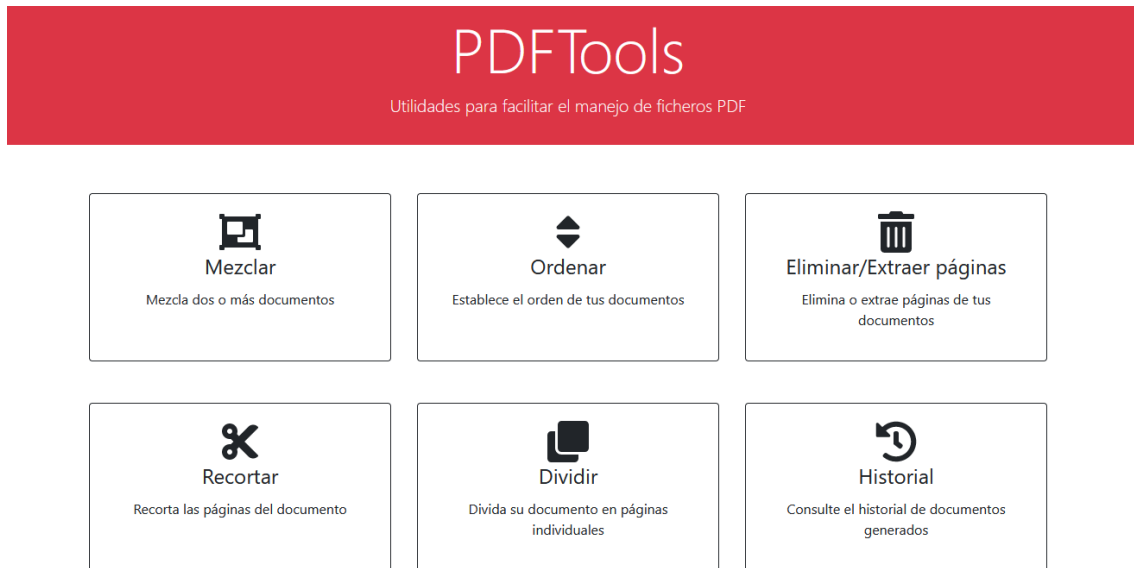 PDFTools
Utilidades para facilitar el manejo de ficheros PDF
Mezclar
Mezcla dos o más documentos
Ordenar
Establece el orden de tus documentos
Eliminar/Extraer páginas
Elimina o extrae páginas de tus
documentos
Recortar
Recorta las páginas del documento
Dividir
Divida su documento en páginas
individuales
Historial
Consulte el historial de documentos
generados